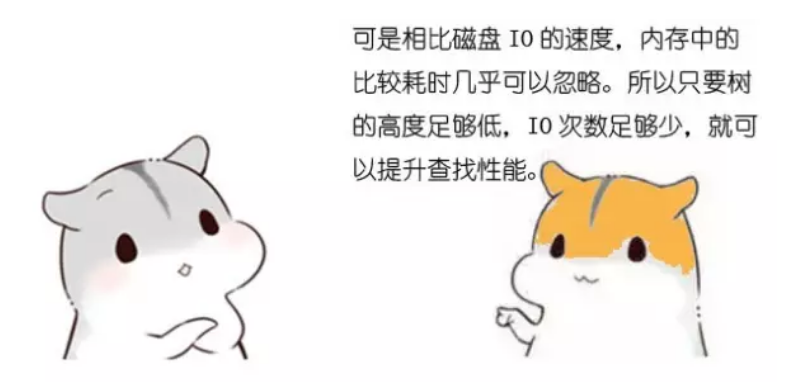 可是相比磁盘 IO 的速度，内存中的
比较耗时几乎可以忽略。所以只要树
的高度足够低，IO 次数足够少，就可
以提升查找性能。